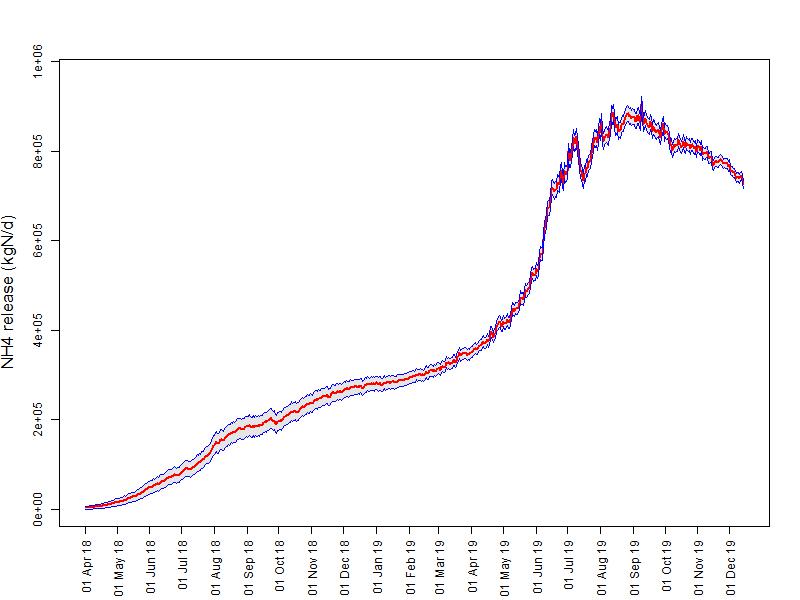 NH4 release (kgN/d)
1e+06
8e+05
6e+05
4e+05
2e+05
0e+00
01 Apr 18
01 May 18
01 Jun 18
01 Jul 18
01 Aug 18
01 Sep 18
01 Oct 18
01 Nov 18
01 Dec 18
01 Jan 19
01 Feb 19
01 Mar 19
01 Apr 19
01 May 19
01 Jun 19
01 Jul 19
01 Aug 19
01 Sep 19
01 Oct 19
01 Nov 19
01 Dec 19